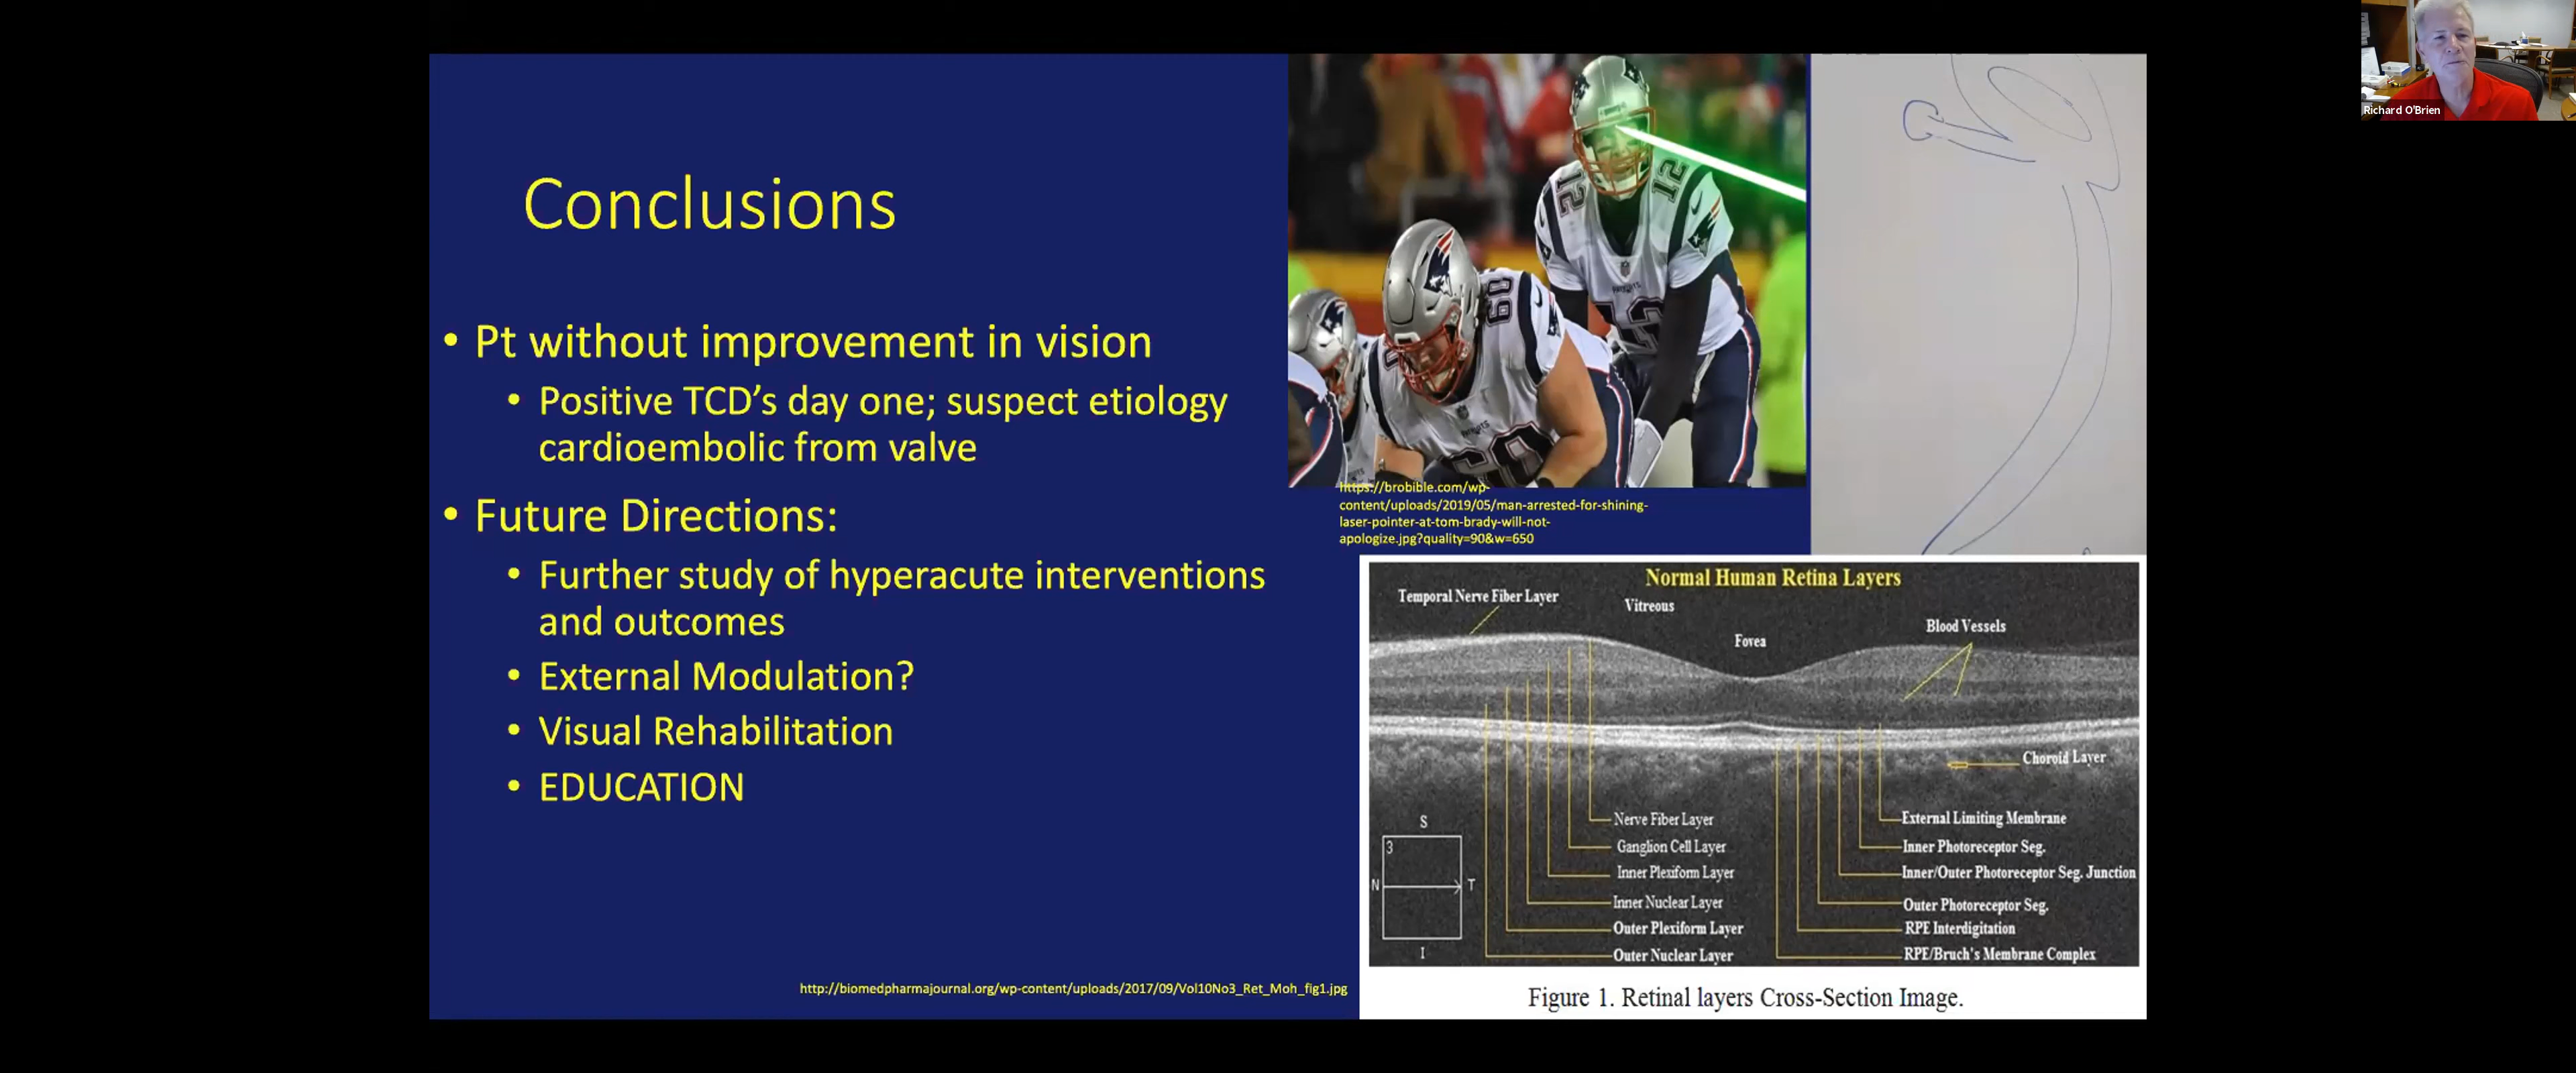 Conclusions
• Pt without improvement in vision
• Positive TCD's day one; suspect etiology
cardioembolic from valve
• Future Directions:
• Further study of hyperacute interventions
and outcomes
• External Modulation?
• Visual Rehabilitation
• EDUCATION
http://biomedpharmajournal.org/wp-content/uploads/2017/09/Vol10No3_Ret_Moh_fig1.jpg
12
12
12
60
60
PATRIOTS
https://brobible.com/wp-
content/uploads/2019/05/man-arrested-for-shining-
laser-pointer-at-tom-brady-will-not-
apologize.jpg?quality=90&w=650
Normal Human Retina Layers
Temporal Nerve Fiber Layer
Vitreous
Fovea
Blood Vessels
Choroid Layer
Nerve Fiber Layer
Ganglion Cell Layer
Inner Plexiform Layer
Inner Nuclear Layer
Outer Plexiform Layer
Outer Nuclear Layer
External Limiting Membrane
Inner Photoreceptor Seg.
Inner/Outer Photoreceptor Seg. Junction
Outer Photoreceptor Seg.
RPE Interdigitation
RPE/Bruch's Membrane Complex
S
3
N
T
I
Figure 1. Retinal layers Cross-Section Image.
Richard O'Brien